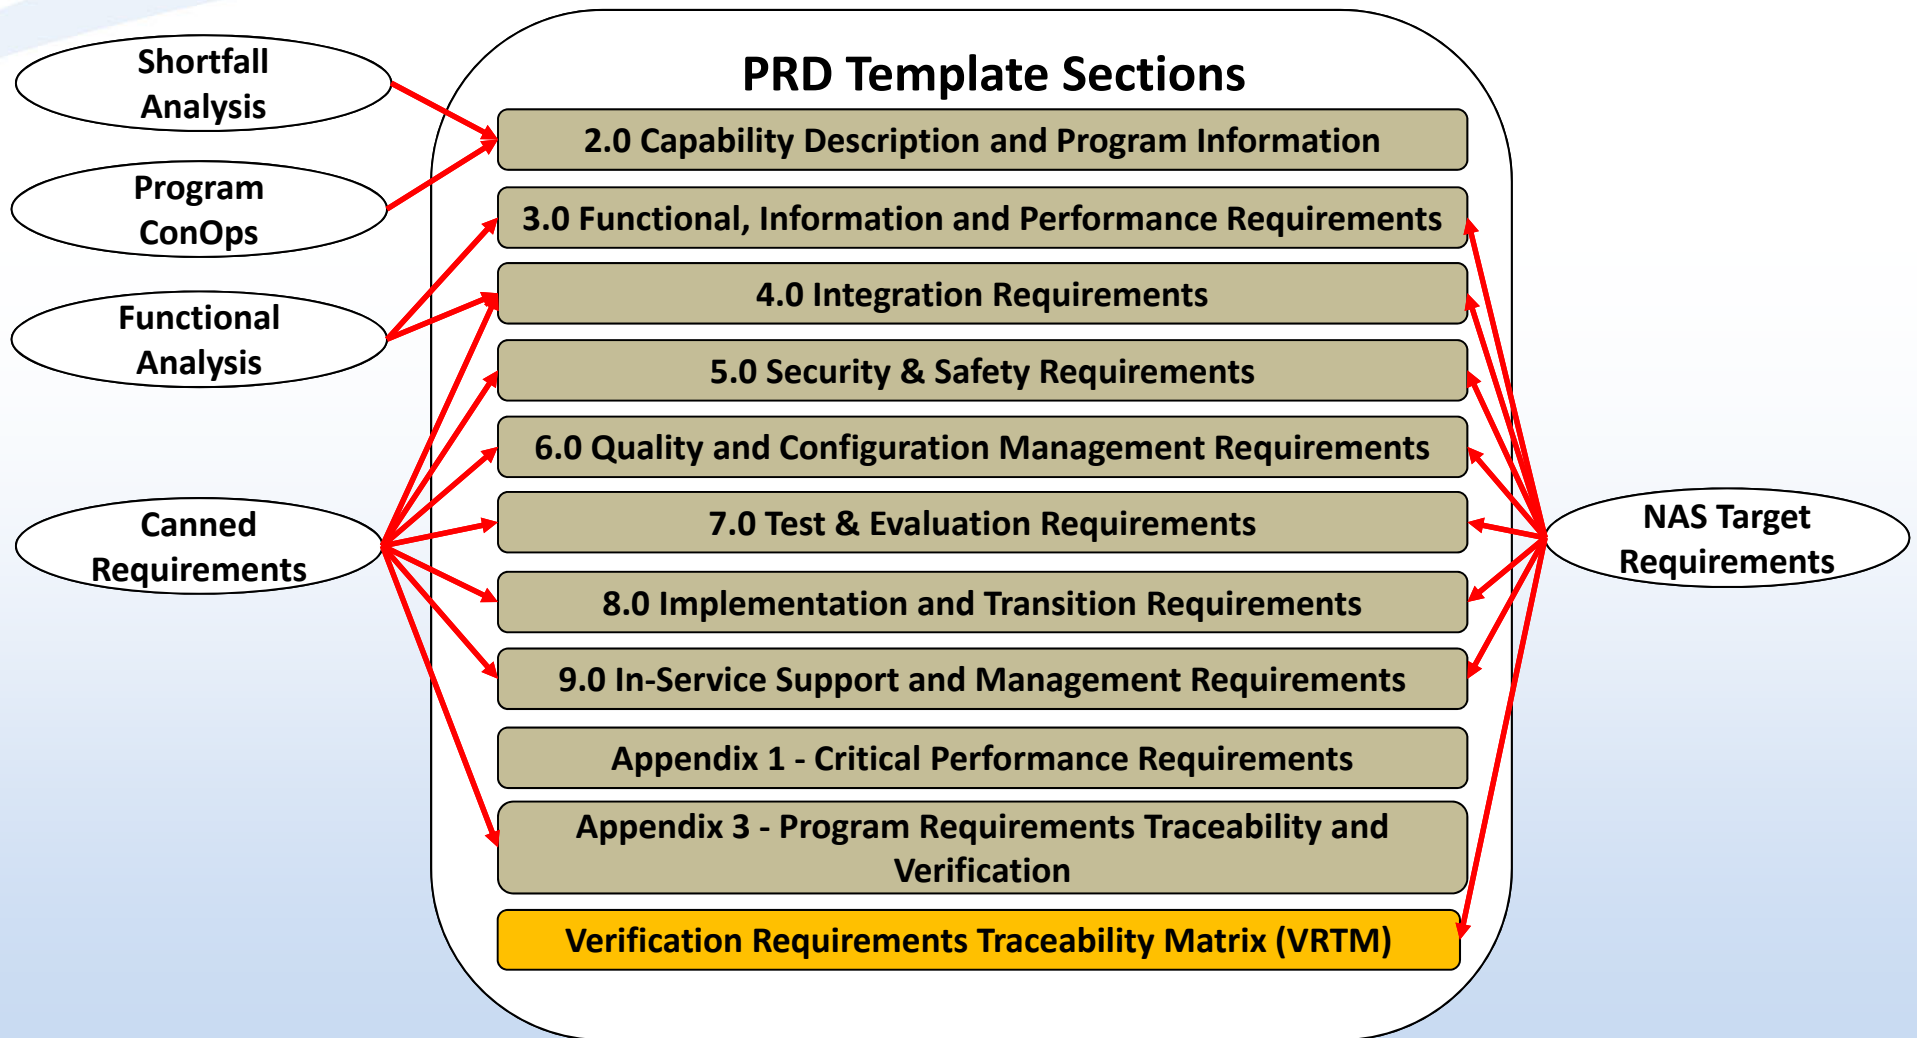 Shortfall
Analysis
Program
ConOps
Functional
Analysis
Canned
Requirements
PRD Template Sections
2.0 Capability Description and Program Information
3.0 Functional, Information and Performance Requirements
4.0 Integration Requirements
5.0 Security & Safety Requirements
6.0 Quality and Configuration Management Requirements
7.0 Test & Evaluation Requirements
8.0 Implementation and Transition Requirements
9.0 In-Service Support and Management Requirements
Appendix 1 - Critical Performance Requirements
Appendix 3 - Program Requirements Traceability and
Verification
Verification Requirements Traceability Matrix (VRTM)
NAS Target
Requirements